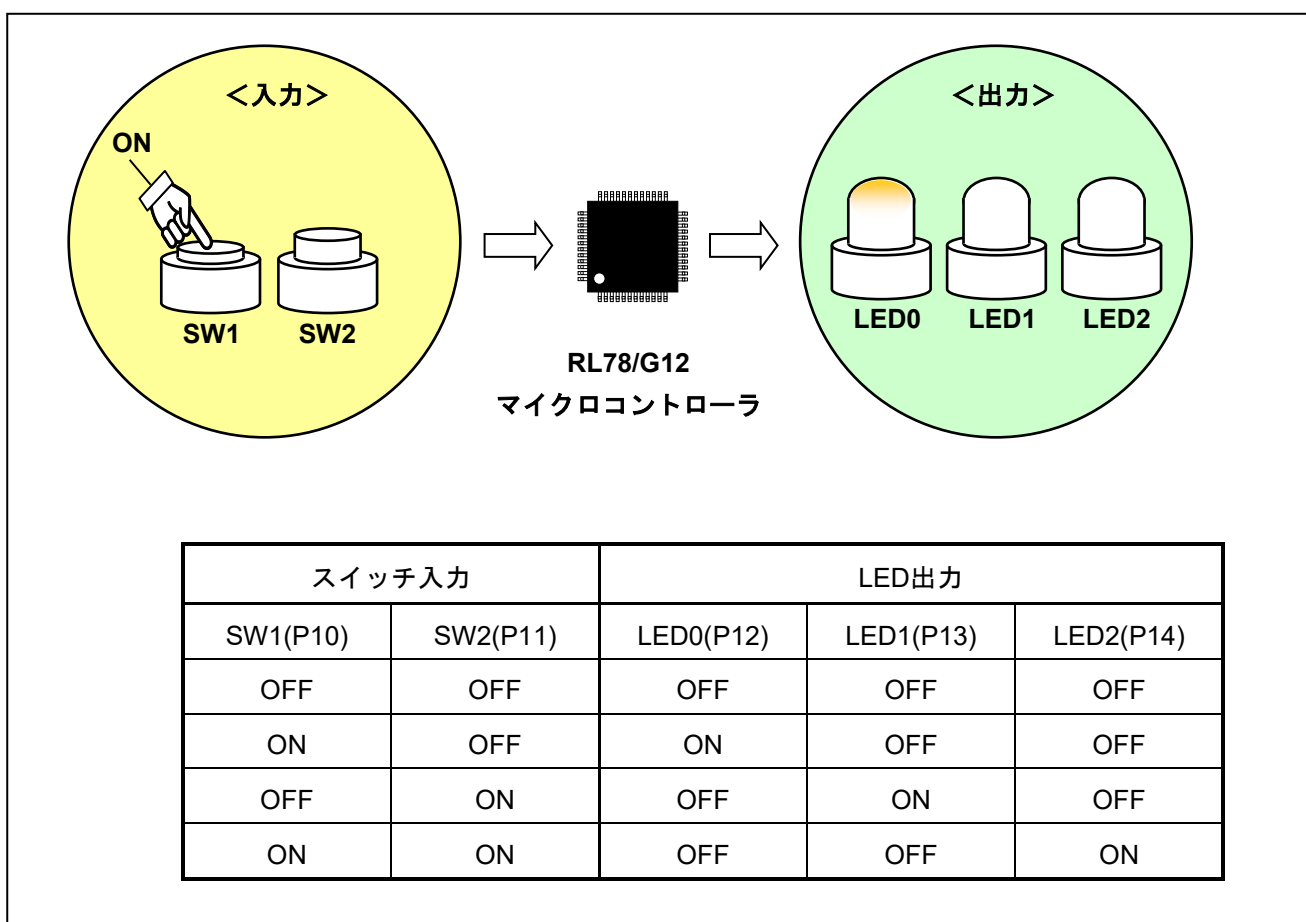 <入力>
<出力>
ON
SW1
SW2
LED0
LED1
LED2
RL78/G12
マイクロコントローラ
スイッチ入力 LED出力
SW1(P10) SW2(P11) LED0(P12) LED1(P13) LED2(P14)
OFF OFF OFF OFF OFF
ON OFF ON OFF OFF
OFF ON OFF ON OFF
ON ON OFF OFF ON